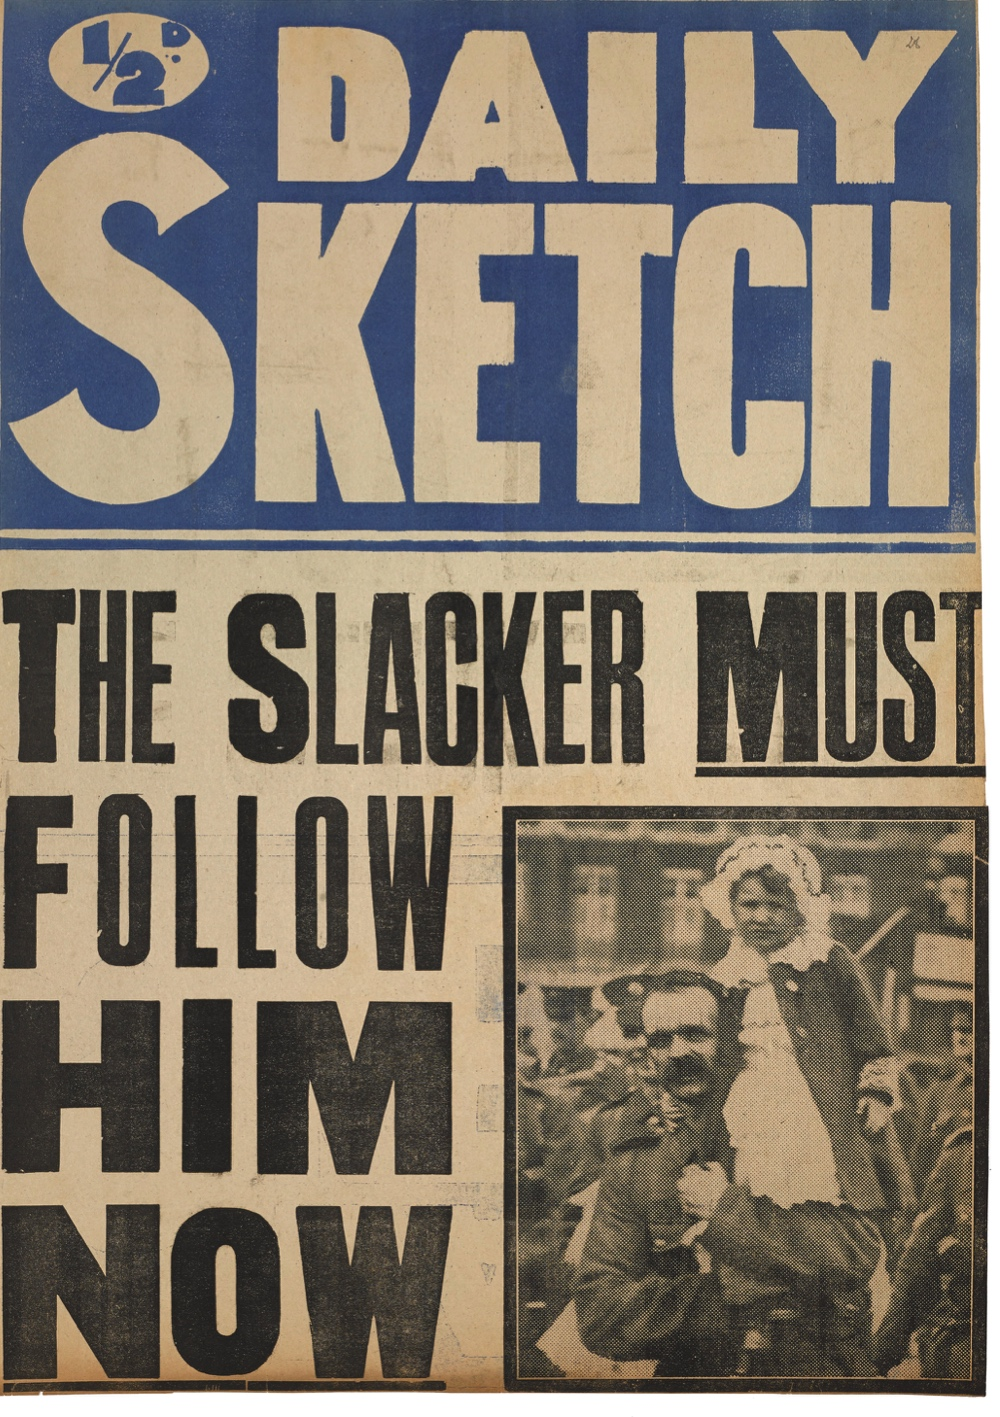 1/2D.
DAILY
SKETCH
THE SLACKER MUST
FOLLOW
HIM
NOW